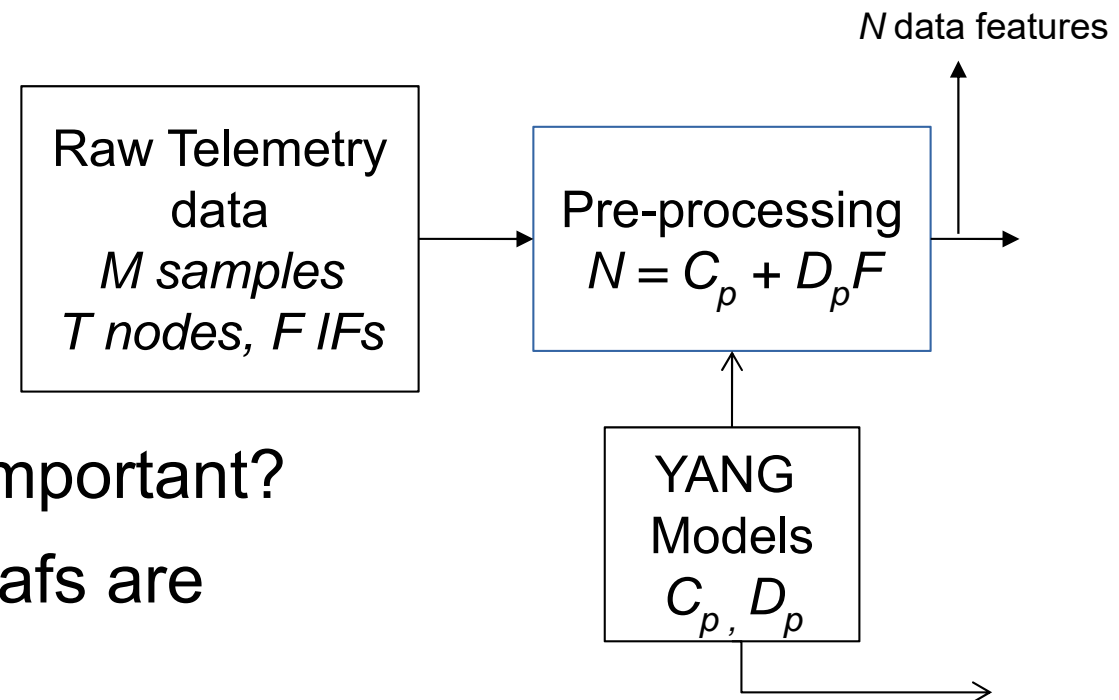 N data features
Raw Telemetry
data
M samples
T nodes, F IFs
Pre-processing
N = Cₚ + DₚF
YANG
Models
Cₚ, Dₚ
mportant?
afs are